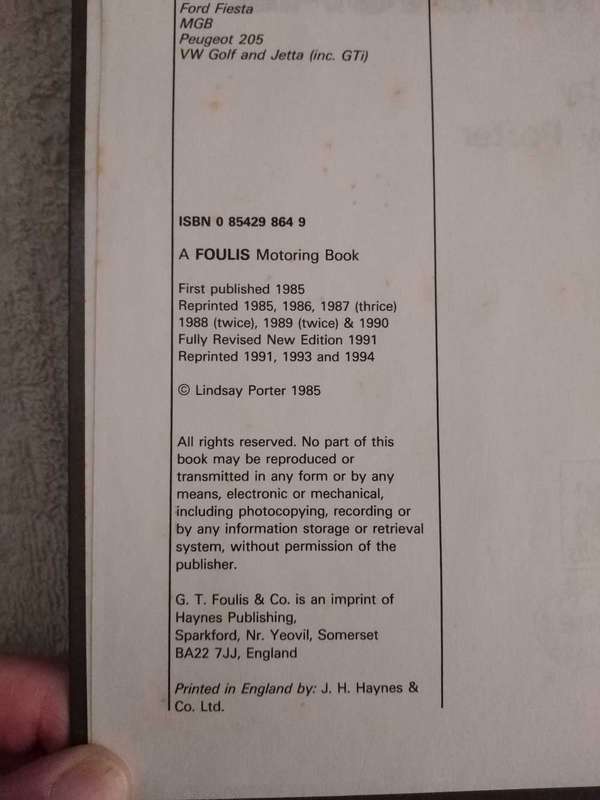 Ford Fiesta
MGB
Peugeot 205
VW Golf and Jetta (inc. GTi)
ISBN 0 85429 864 9
A FOULIS Motoring Book
First published 1985
Reprinted 1985, 1986, 1987 (thrice)
1988 (twice), 1989 (twice) & 1990
Fully Revised New Edition 1991
Reprinted 1991, 1993 and 1994
© Lindsay Porter 1985
All rights reserved. No part of this
book may be reproduced or
transmitted in any form or by any
means, electronic or mechanical,
including photocopying, recording or
by any information storage or retrieval
system, without permission of the
publisher.
G. T. Foulis & Co. is an imprint of
Haynes Publishing,
Sparkford, Nr. Yeovil, Somerset
BA22 7JJ, England
Printed in England by: J. H. Haynes &
Co. Ltd.